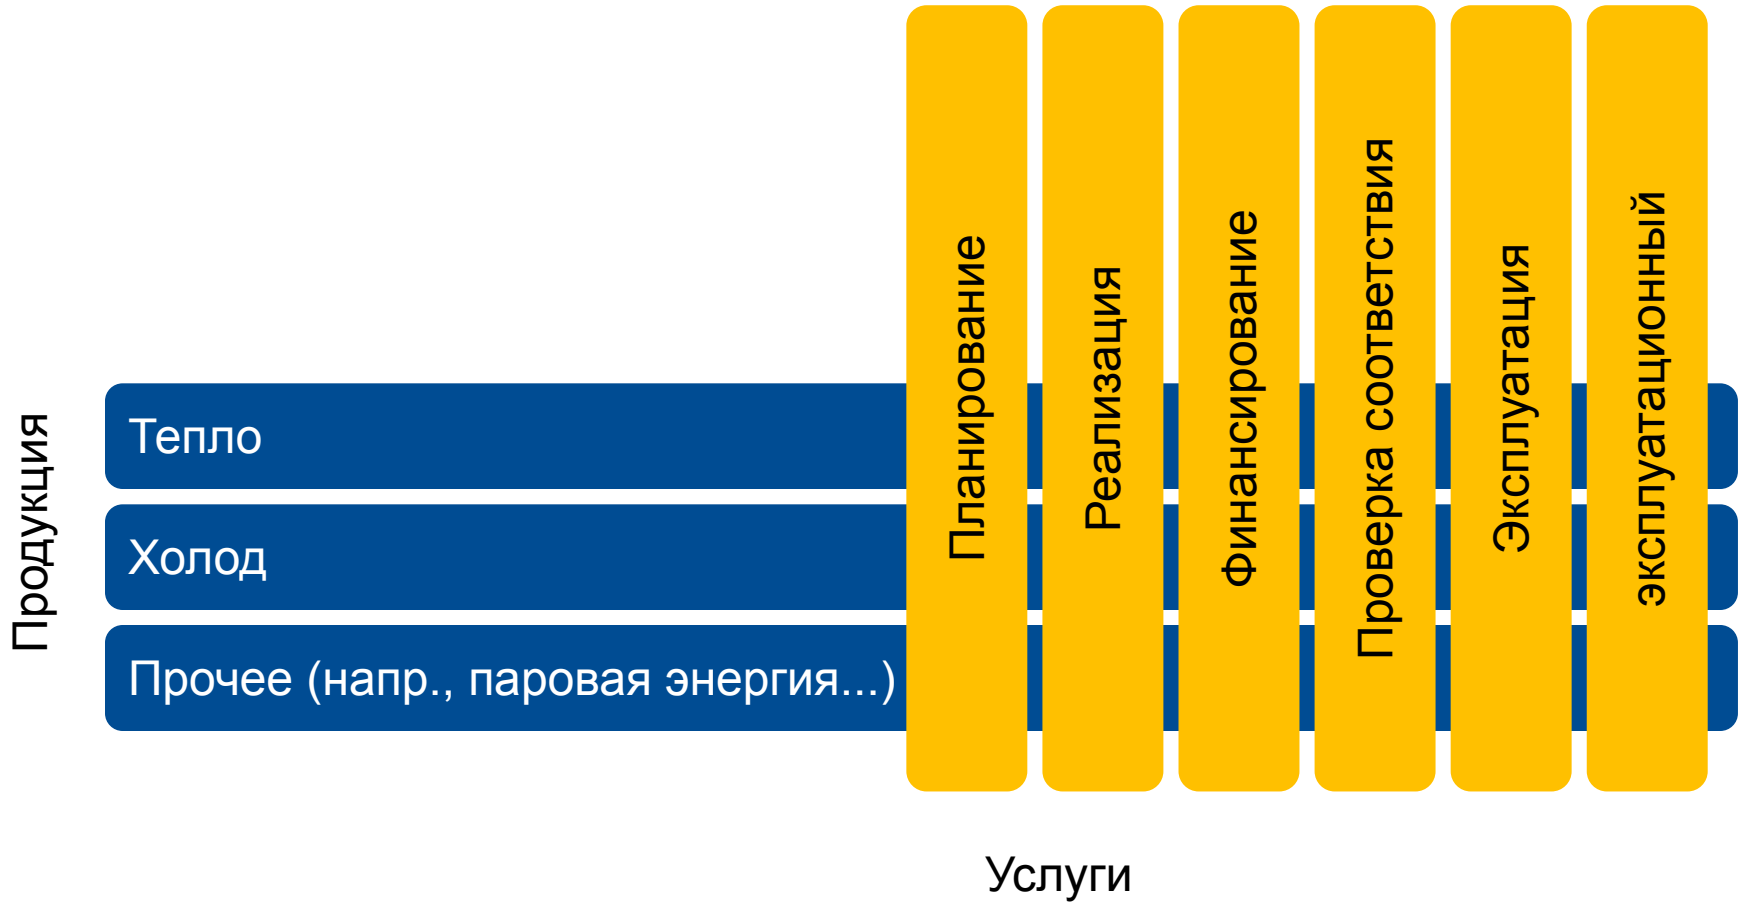 Продукция
Тепло
Холод
Прочее (напр., паровая энергия...)
Планирование
Реализация
Финансирование
Проверка соответствия
Эксплуатация
эксплуатационный
Услуги